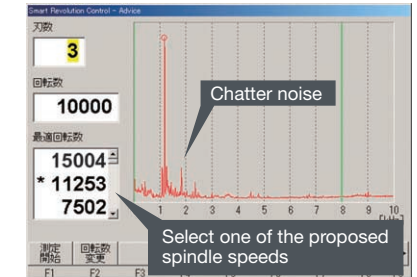 Smart Revolution Control - Advice
刃数
3
回転数
10000
最適回転数
15004
* 11253
7502
Chatter noise
1 2 3 4 5 6 7 8 9 10
Select one of the proposed
spindle speeds
測定
開始
回転数
変更
F1 F2 F3